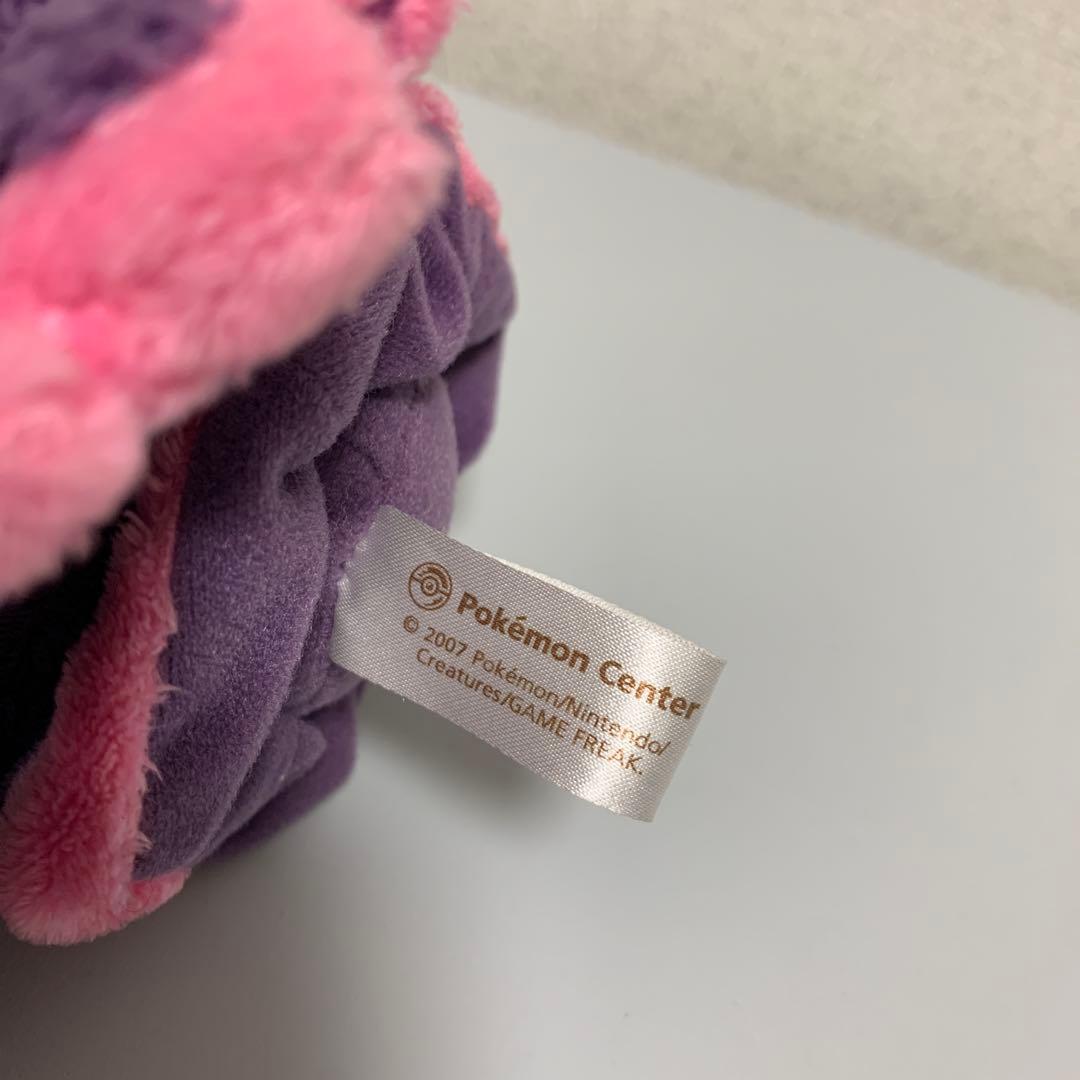 Pokémon Center
© 2007 Pokémon/Nintendo/
Creatures/GAME FREAK.